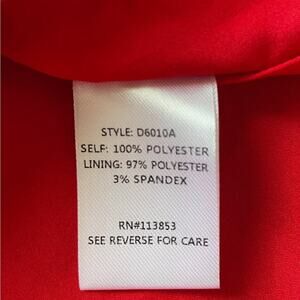 STYLE: D6010A
SELF: 100% POLYESTER
LINING: 97% POLYESTER
3% SPANDEX
RN#113853
SEE REVERSE FOR CARE